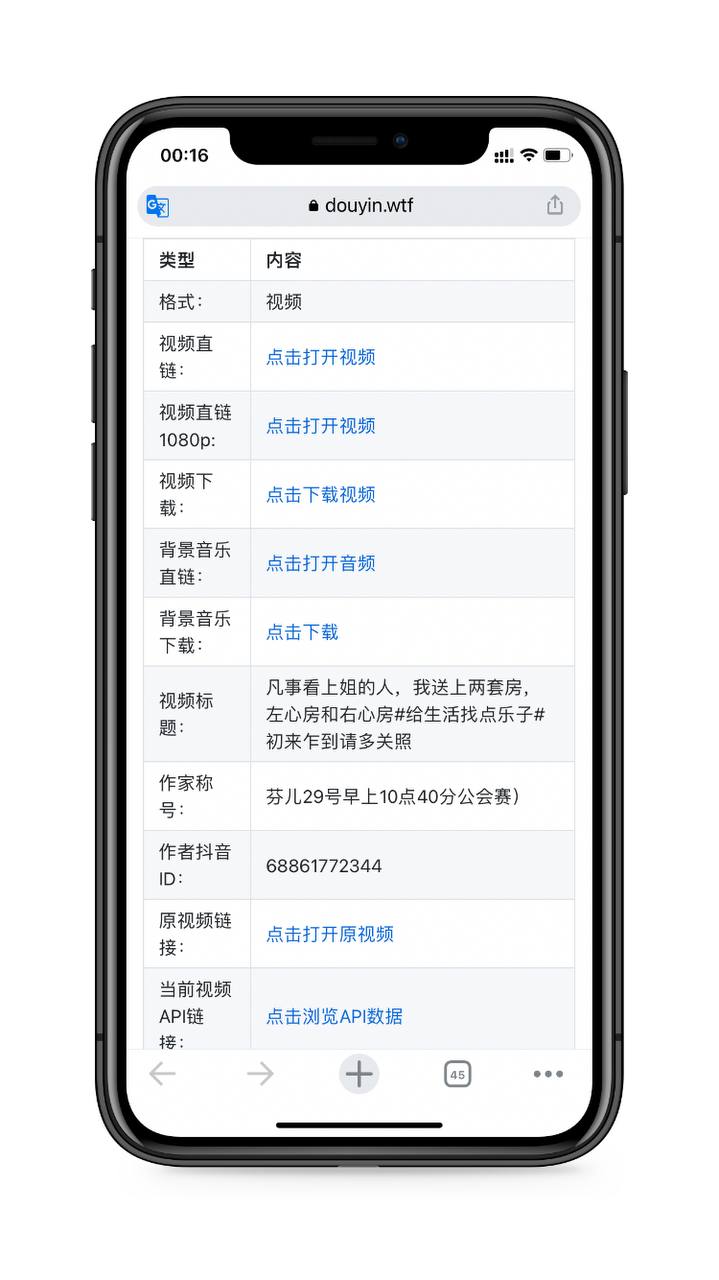 00:16
douyin.wtf
类型 内容
格式： 视频
视频直
链： 点击打开视频
视频直链
1080p: 点击打开视频
视频下
载： 点击下载视频
背景音乐
直链： 点击打开音频
背景音乐
下载： 点击下载
视频标
题：
凡事看上姐的人，我送上两套房，
左心房和右心房#给生活找点乐子#
初来乍到请多关照
作家称
号： 芬儿29号早上10点40分公会赛）
作者抖音
ID： 68861772344
原视频链
接： 点击打开原视频
当前视频
API链
接： 点击浏览API数据
45